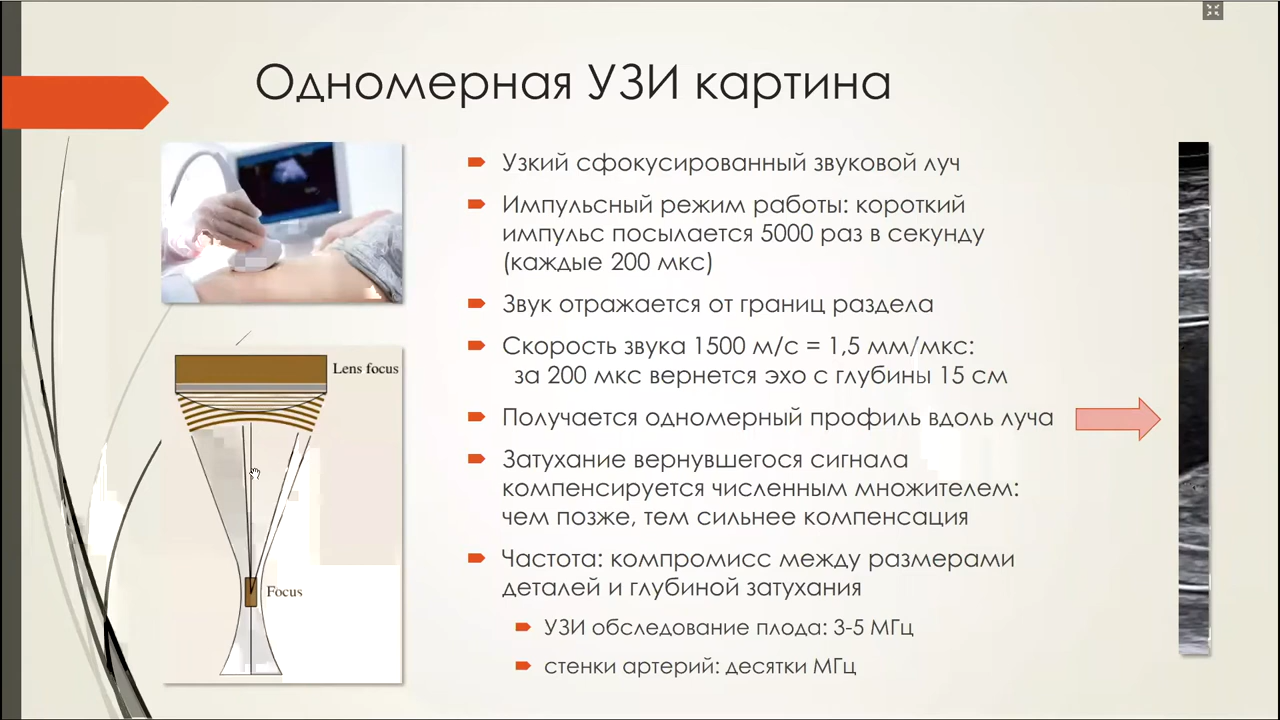 Одномерная УЗИ картина
Узкий сфокусированный звуковой луч
Импульсный режим работы: короткий
импульс посылается 5000 раз в секунду
(каждые 200 мкс)
Звук отражается от границ раздела
Скорость звука 1500 м/с = 1,5 мм/мкс:
за 200 мкс вернется эхо с глубины 15 см
Получается одномерный профиль вдоль луча
Затухание вернувшегося сигнала
компенсируется численным множителем:
чем позже, тем сильнее компенсация
Частота: компромисс между размерами
деталей и глубиной затухания
УЗИ обследование плода: 3-5 МГц
стенки артерий: десятки МГц
Lens focus
Focus